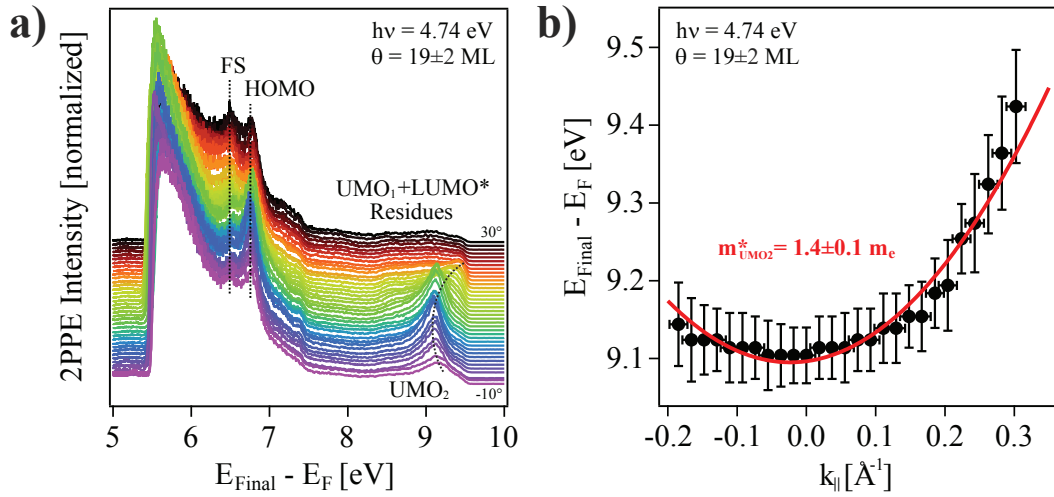 a)
hν = 4.74 eV
θ = 19±2 ML
FS
HOMO
UMO₁+LUMO*
Residues
30°
UMO₂
-10°
2PPE Intensity [normalized]
5 6 7 8 9 10
E_Final - E_F [eV]
b)
hν = 4.74 eV
θ = 19±2 ML
m*_UMO2 = 1.4±0.1 m_e
E_Final - E_F [eV]
9.5
9.4
9.3
9.2
9.1
-0.2 -0.1 0.0 0.1 0.2 0.3
k_|| [Å⁻¹]